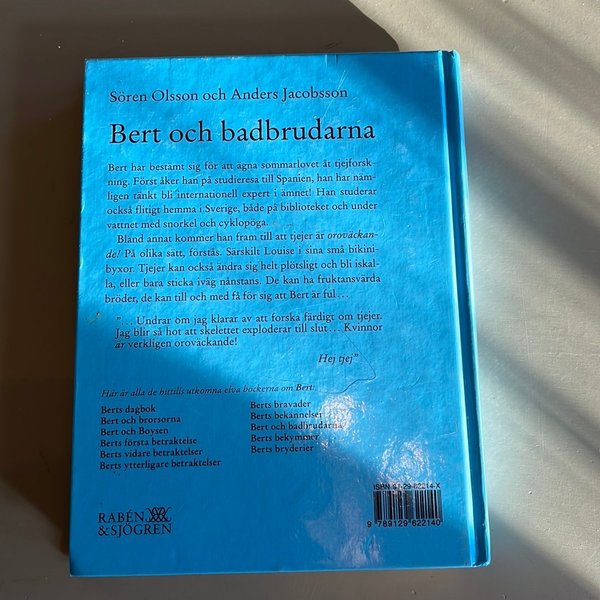 Sören Olsson och Anders Jacobsson
Bert och badbrudarna
Bert har bestämt sig för att ägna sommarlovet åt tjejforsk-
ning. Först åker han på studieresa till Spanien, han har näm-
ligen tänkt bli internationell expert i ämnet! Han studerar
också flitigt hemma i Sverige, både på biblioteket och under
vattnet med snorkel och cyklopöga.
Bland annat kommer han fram till att tjejer är oroväckan-
de! På olika sätt, förstås. Särskilt Louise i sina små bikini-
byxor. Tjejer kan också ändra sig helt plötsligt och bli iskal-
la, eller bara sticka iväg nånstans. De kan ha fruktansvärda
bröder, de kan till och med få för sig att Bert är ful . . .
” . . . Undrar om jag klarar av att forska färdigt om tjejer.
Jag blir så hot att skelettet exploderar till slut . . . Kvinnor
är verkligen oroväckande!
Hej tjej”
Här är alla de hittills utkomna elva böckerna om Bert:
Berts dagbok
Bert och brorsorna
Bert och Boysen
Berts första betraktelse
Berts vidare betraktelser
Berts ytterligare betraktelser
Berts bravader
Berts bekännelser
Bert och badbrudarna
Berts bekymmer
Berts bryderier
RABÉN
& SJÖGREN
ISBN 91-29-62214-X
9 789129 622140